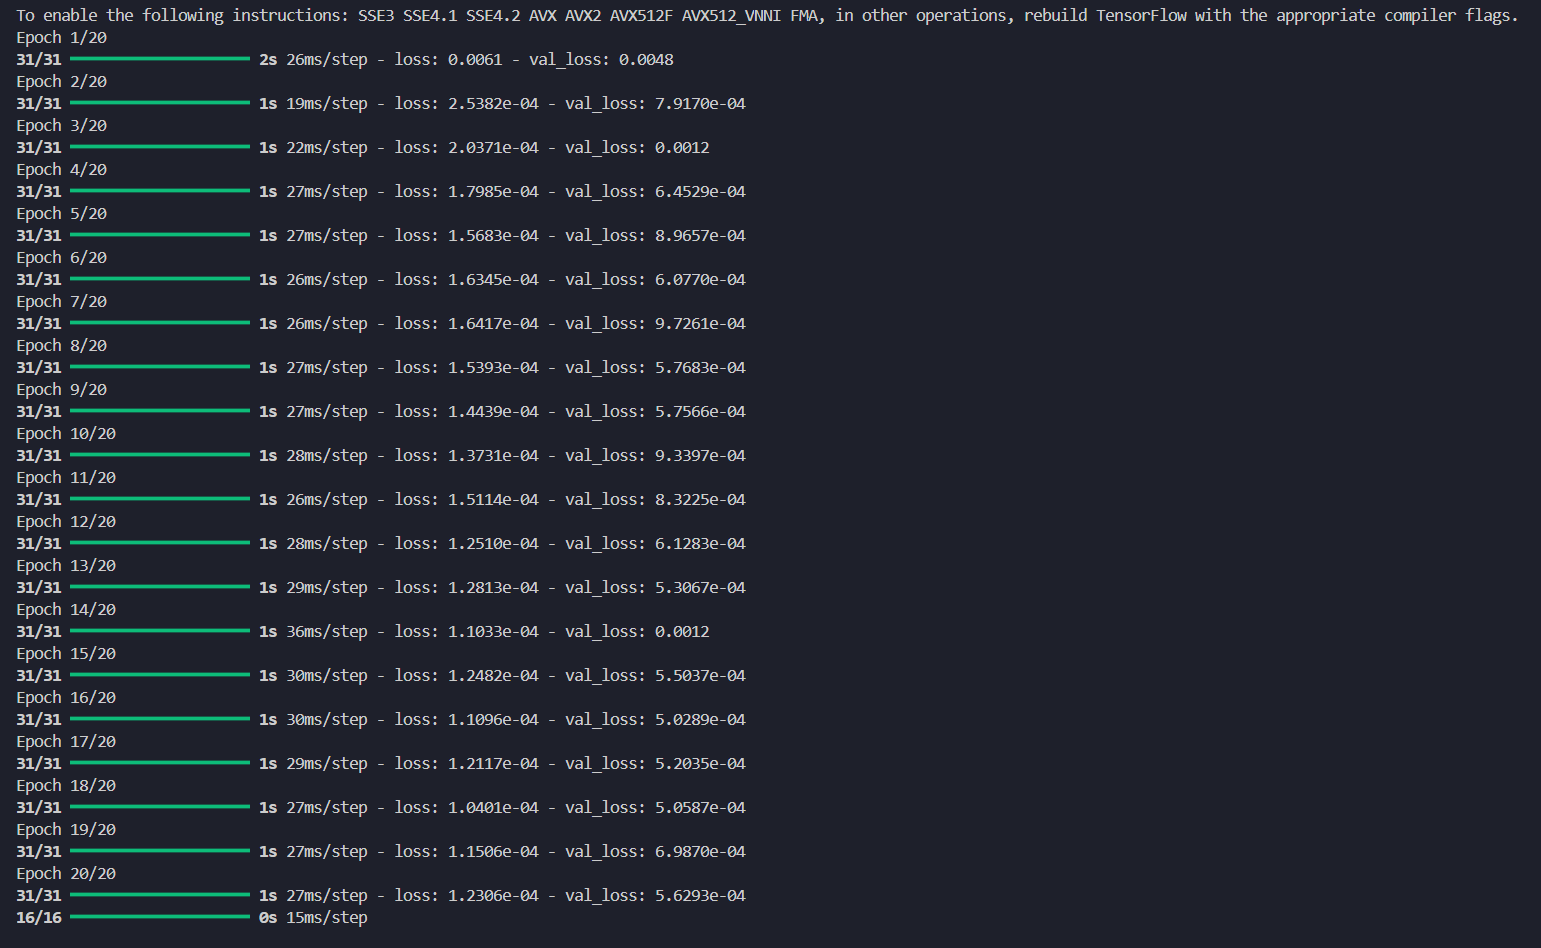 To enable the following instructions: SSE3 SSE4.1 SSE4.2 AVX AVX2 AVX512F AVX512_VNNI FMA, in other operations, rebuild TensorFlow with the appropriate compiler flags.
Epoch 1/20
31/31 2s 26ms/step - loss: 0.0061 - val_loss: 0.0048
Epoch 2/20
31/31 1s 19ms/step - loss: 2.5382e-04 - val_loss: 7.9170e-04
Epoch 3/20
31/31 1s 22ms/step - loss: 2.0371e-04 - val_loss: 0.0012
Epoch 4/20
31/31 1s 27ms/step - loss: 1.7985e-04 - val_loss: 6.4529e-04
Epoch 5/20
31/31 1s 27ms/step - loss: 1.5683e-04 - val_loss: 8.9657e-04
Epoch 6/20
31/31 1s 26ms/step - loss: 1.6345e-04 - val_loss: 6.0770e-04
Epoch 7/20
31/31 1s 26ms/step - loss: 1.6417e-04 - val_loss: 9.7261e-04
Epoch 8/20
31/31 1s 27ms/step - loss: 1.5393e-04 - val_loss: 5.7683e-04
Epoch 9/20
31/31 1s 27ms/step - loss: 1.4439e-04 - val_loss: 5.7566e-04
Epoch 10/20
31/31 1s 28ms/step - loss: 1.3731e-04 - val_loss: 9.3397e-04
Epoch 11/20
31/31 1s 26ms/step - loss: 1.5114e-04 - val_loss: 8.3225e-04
Epoch 12/20
31/31 1s 28ms/step - loss: 1.2510e-04 - val_loss: 6.1283e-04
Epoch 13/20
31/31 1s 29ms/step - loss: 1.2813e-04 - val_loss: 5.3067e-04
Epoch 14/20
31/31 1s 36ms/step - loss: 1.1033e-04 - val_loss: 0.0012
Epoch 15/20
31/31 1s 30ms/step - loss: 1.2482e-04 - val_loss: 5.5037e-04
Epoch 16/20
31/31 1s 30ms/step - loss: 1.1096e-04 - val_loss: 5.0289e-04
Epoch 17/20
31/31 1s 29ms/step - loss: 1.2117e-04 - val_loss: 5.2035e-04
Epoch 18/20
31/31 1s 27ms/step - loss: 1.0401e-04 - val_loss: 5.0587e-04
Epoch 19/20
31/31 1s 27ms/step - loss: 1.1506e-04 - val_loss: 6.9870e-04
Epoch 20/20
31/31 1s 27ms/step - loss: 1.2306e-04 - val_loss: 5.6293e-04
16/16 0s 15ms/step